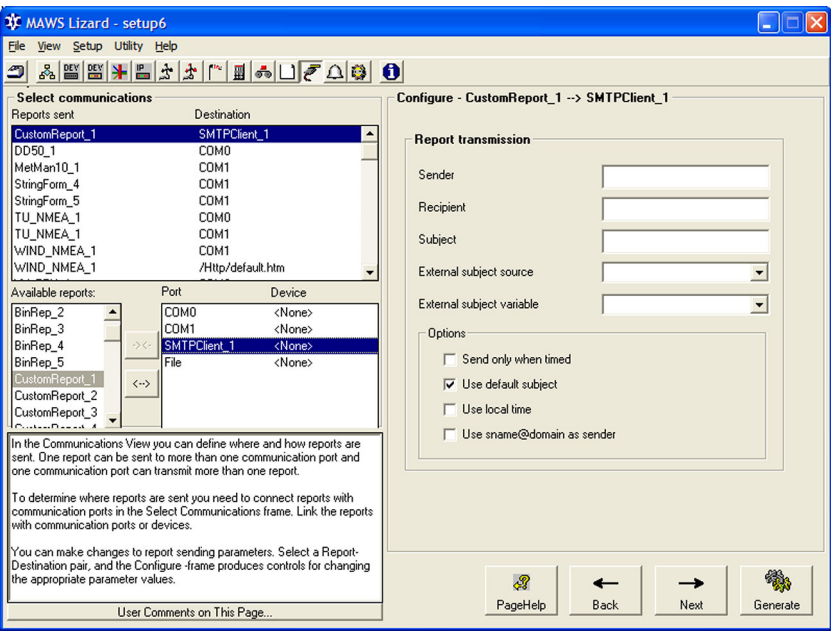 MAWS Lizard - setup6
File View Setup Utility Help
DEV DEV IP
Select communications
Reports sent Destination
CustomReport_1 SMTPClient_1
DD50_1 COM0
MetMan10_1 COM1
StringForm_4 COM1
StringForm_5 COM1
TU_NMEA_1 COM0
TU_NMEA_1 COM1
WIND_NMEA_1 COM1
WIND_NMEA_1 /Http/default.htm
Available reports:
BinRep_2
BinRep_3
BinRep_4
BinRep_5
CustomReport_1
CustomReport_2
CustomReport_3
->&lt;-
<-->
Port Device
COM0 <None>
COM1 <None>
SMTPClient_1 <None>
File <None>
In the Communications View you can define where and how reports are
sent. One report can be sent to more than one communication port and
one communication port can transmit more than one report.
To determine where reports are sent you need to connect reports with
communication ports in the Select Communications frame. Link the reports
with communication ports or devices.
You can make changes to report sending parameters. Select a Report-
Destination pair, and the Configure -frame produces controls for changing
the appropriate parameter values.
User Comments on This Page...
Configure - CustomReport_1 --> SMTPClient_1
Report transmission
Sender
Recipient
Subject
External subject source
External subject variable
Options
Send only when timed
Use default subject
Use local time
Use sname@domain as sender
PageHelp
Back
Next
Generate